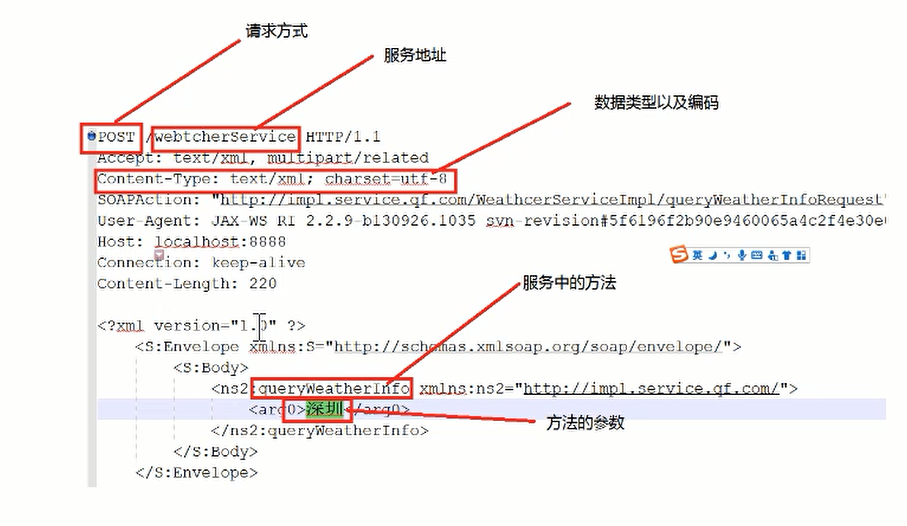 请求方式
服务地址
数据类型以及编码
POST /webtcherService HTTP/1.1
Accept: text/xml, multipart/related
Content-Type: text/xml; charset=utf-8
SOAPAction: "http://impl.service.qf.com/WeathcerServiceImpl/queryWeatherInfoRequest"
User-Agent: JAX-WS RI 2.2.9-b130926.1035 svn-revision#5f6196f2b90e9460065a4c2f4e30e
Host: localhost:8888
英
Connection: keep-alive
Content-Length: 220
服务中的方法
<?xml version="1.0" ?>
<S:Envelope xmlns:S="http://schemas.xmlsoap.org/soap/envelope/">
<S:Body>
<ns2:queryWeatherInfo xmlns:ns2="http://impl.service.qf.com/">
<arg0>深圳</arg0>
方法的参数
</ns2:queryWeatherInfo>
</S:Body>
</S:Envelope>